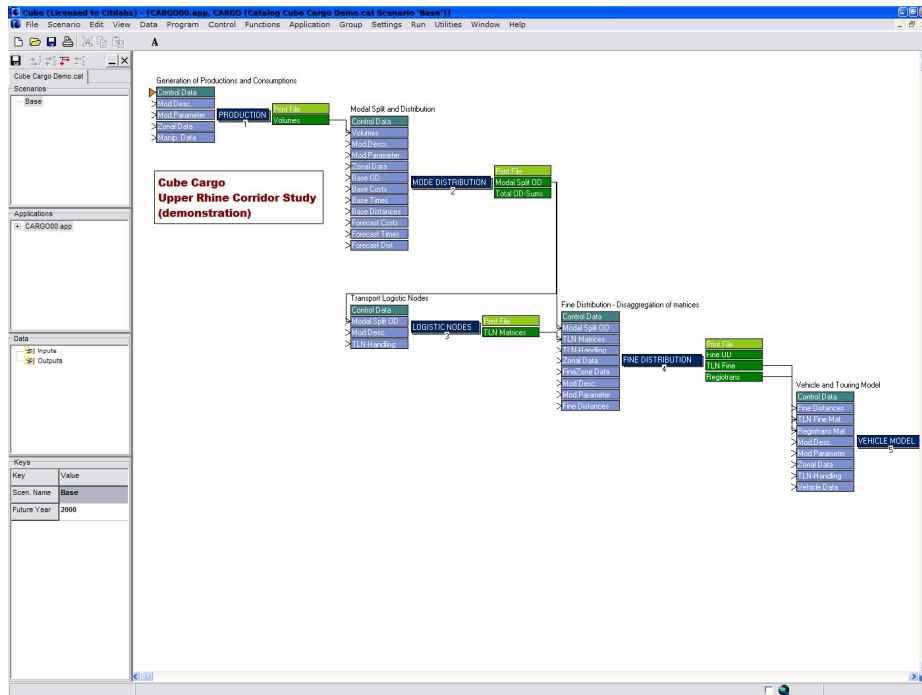 Cube (Licensed to Citilabs) - [CARGO00.app, CARGO (Catalog Cube Cargo Demo.cat Scenario 'Base')]
File Scenario Edit View Data Program Control Functions Application Group Settings Run Utilities Window Help
A
Cube Cargo Demo.cat
Scenarios
Base
Applications
CARGO00.app
Data
Inputs
Outputs
Keys
Key Value
Scen. Name Base
Future Year 2000
Generation of Productions and Consumptions
Control Data
Mod.Desc.
Mod.Parameter
Zonal Data
Manip. Data
PRODUCTION
1
Print File
Volumes
Cube Cargo
Upper Rhine Corridor Study
(demonstration)
Modal Split and Distribution
Control Data
Volumes
Mod.Descr.
Mod.Parameter
Zonal Data
Base OD
Base Costs
Base Times
Base Distances
Forecast Costs
Forecast Times
Forecast Dist
MODE DISTRIBUTION
2
Print File
Modal Split OD
Total OD-Sums
Transport Logistic Nodes
Control Data
Modal Split OD
Mod.Desc.
TLN-Handling
LOGISTIC NODES
3
Print File
TLN Matrices
Fine Distribution - Disaggregation of matrices
Control Data
Modal Split OD
TLN Matrices
TLN-Handling
Zonal Data
FineZone Data
Mod.Desc.
Mod.Parameter
Fine Distances
FINE DISTRIBUTION
4
Print File
Fine OD
TLN Fine
Regiotrans
Vehicle and Touring Model
Control Data
Fine Distances
TLN Fine Mat.
Regiotrans Mat
Mod.Desc
Mod.Parameter
Zonal Data
TLN-Handling
Vehicle Data
VEHICLE MODEL
5